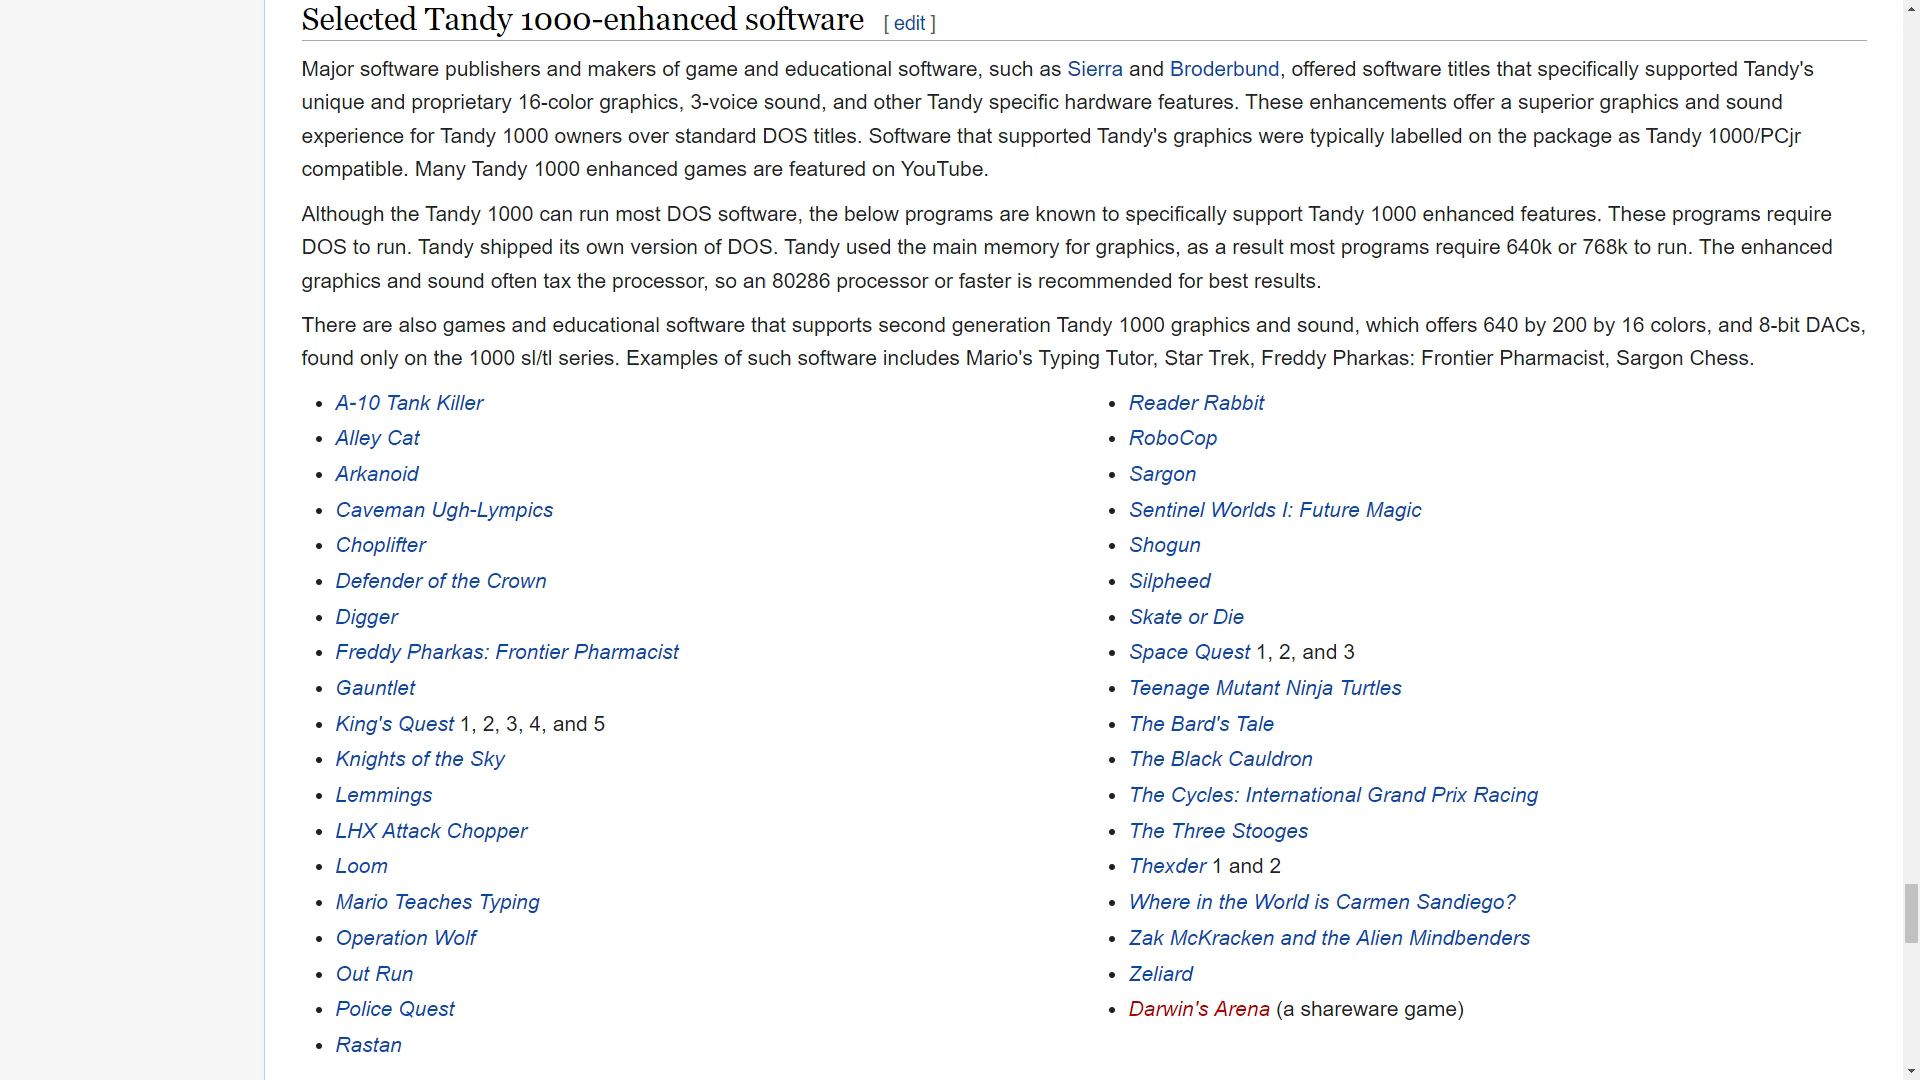 Selected Tandy 1000-enhanced software [ edit ]
Major software publishers and makers of game and educational software, such as Sierra and Broderbund, offered software titles that specifically supported Tandy's
unique and proprietary 16-color graphics, 3-voice sound, and other Tandy specific hardware features. These enhancements offer a superior graphics and sound
experience for Tandy 1000 owners over standard DOS titles. Software that supported Tandy's graphics were typically labelled on the package as Tandy 1000/PCjr
compatible. Many Tandy 1000 enhanced games are featured on YouTube.
Although the Tandy 1000 can run most DOS software, the below programs are known to specifically support Tandy 1000 enhanced features. These programs require
DOS to run. Tandy shipped its own version of DOS. Tandy used the main memory for graphics, as a result most programs require 640k or 768k to run. The enhanced
graphics and sound often tax the processor, so an 80286 processor or faster is recommended for best results.
There are also games and educational software that supports second generation Tandy 1000 graphics and sound, which offers 640 by 200 by 16 colors, and 8-bit DACs,
found only on the 1000 sl/tl series. Examples of such software includes Mario's Typing Tutor, Star Trek, Freddy Pharkas: Frontier Pharmacist, Sargon Chess.
• A-10 Tank Killer
• Alley Cat
• Arkanoid
• Caveman Ugh-Lympics
• Choplifter
• Defender of the Crown
• Digger
• Freddy Pharkas: Frontier Pharmacist
• Gauntlet
• King's Quest 1, 2, 3, 4, and 5
• Knights of the Sky
• Lemmings
• LHX Attack Chopper
• Loom
• Mario Teaches Typing
• Operation Wolf
• Out Run
• Police Quest
• Rastan
• Reader Rabbit
• RoboCop
• Sargon
• Sentinel Worlds I: Future Magic
• Shogun
• Silpheed
• Skate or Die
• Space Quest 1, 2, and 3
• Teenage Mutant Ninja Turtles
• The Bard's Tale
• The Black Cauldron
• The Cycles: International Grand Prix Racing
• The Three Stooges
• Thexder 1 and 2
• Where in the World is Carmen Sandiego?
• Zak McKracken and the Alien Mindbenders
• Zeliard
• Darwin's Arena (a shareware game)